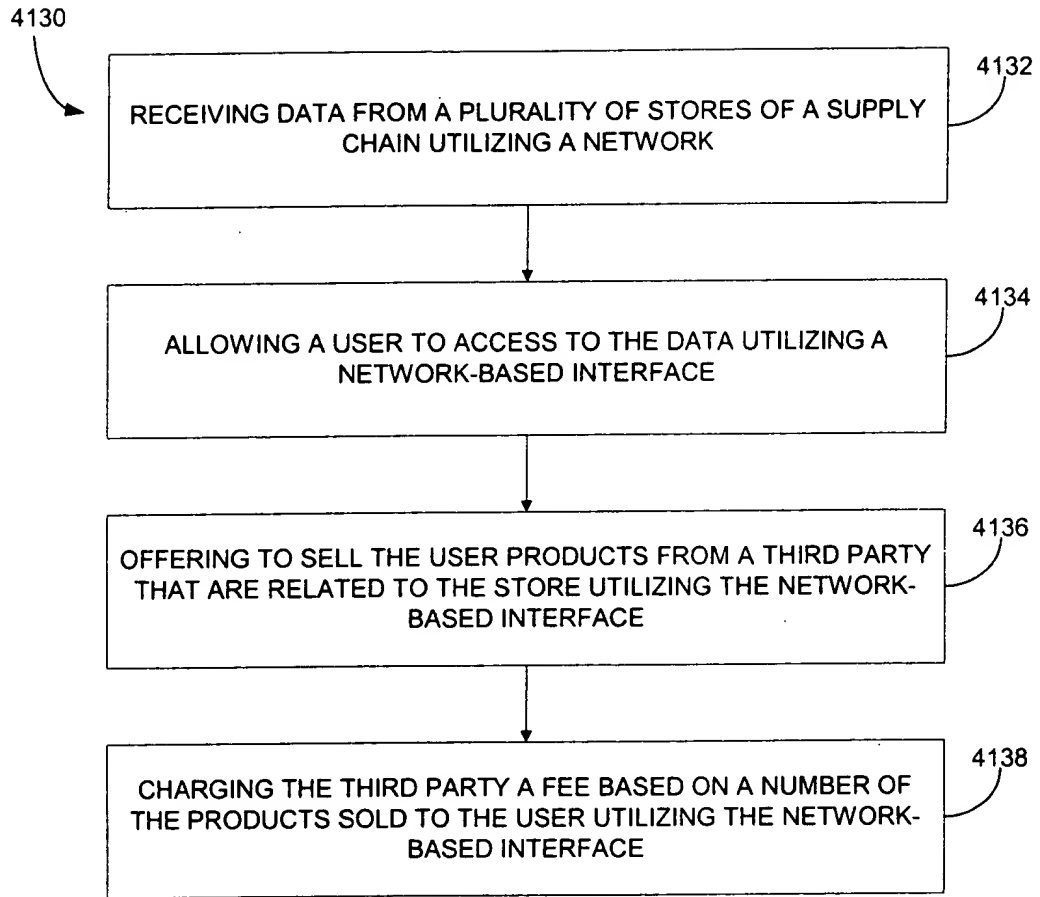 4130
4132
RECEIVING DATA FROM A PLURALITY OF STORES OF A SUPPLY
CHAIN UTILIZING A NETWORK
4134
ALLOWING A USER TO ACCESS TO THE DATA UTILIZING A
NETWORK-BASED INTERFACE
4136
OFFERING TO SELL THE USER PRODUCTS FROM A THIRD PARTY
THAT ARE RELATED TO THE STORE UTILIZING THE NETWORK-
BASED INTERFACE
4138
CHARGING THE THIRD PARTY A FEE BASED ON A NUMBER OF
THE PRODUCTS SOLD TO THE USER UTILIZING THE NETWORK-
BASED INTERFACE